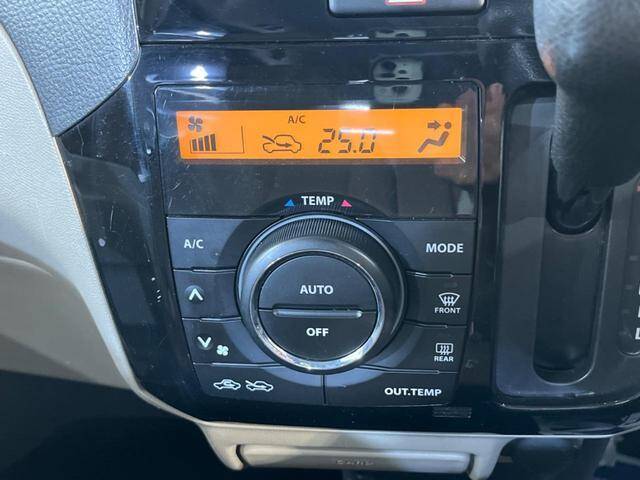 A/C
25.0
TEMP
A/C
MODE
AUTO
OFF
FRONT
REAR
OUT.TEMP